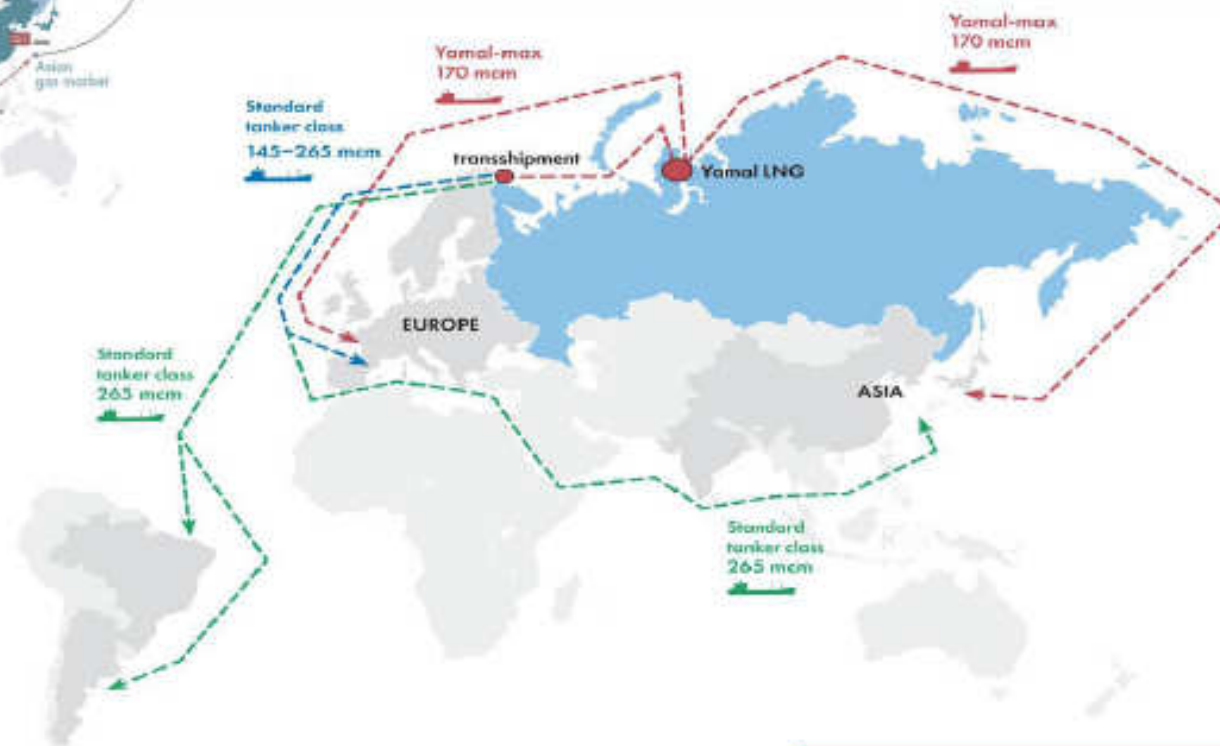 Asian
gas market
Yamal-max
170 mcm
Yamal-max
170 mcm
Standard
tanker class
145–265 mcm
transshipment
Yamal LNG
EUROPE
Standard
tanker class
265 mcm
ASIA
Standard
tanker class
265 mcm